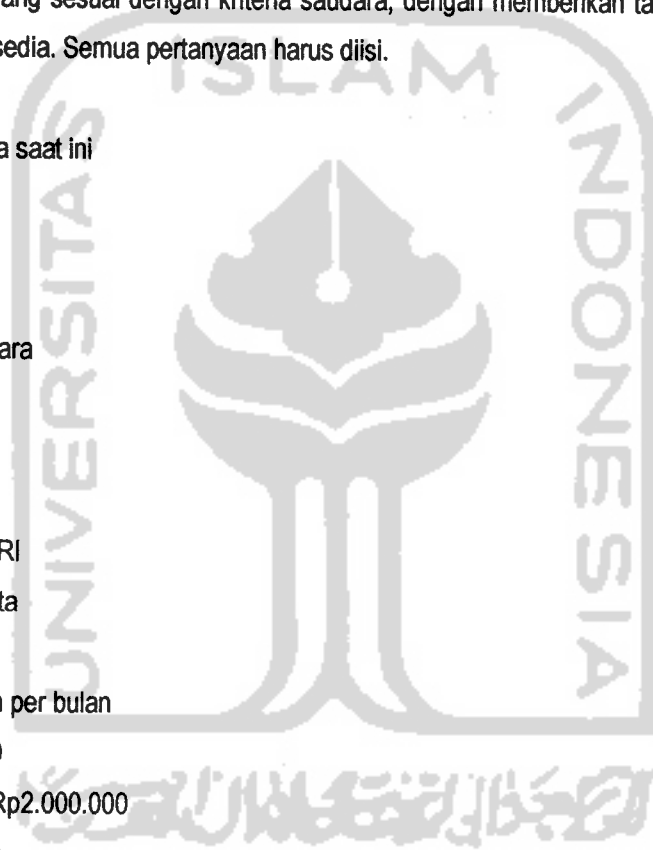 ang sesuai dengan kriteria saudara, dengan memberikan ta
sedia. Semua pertanyaan harus diisi.
ISLAM
a saat ini
UNIVERSITAS
INDONESIA
ara
RI
ta
per bulan
Rp2.000.000